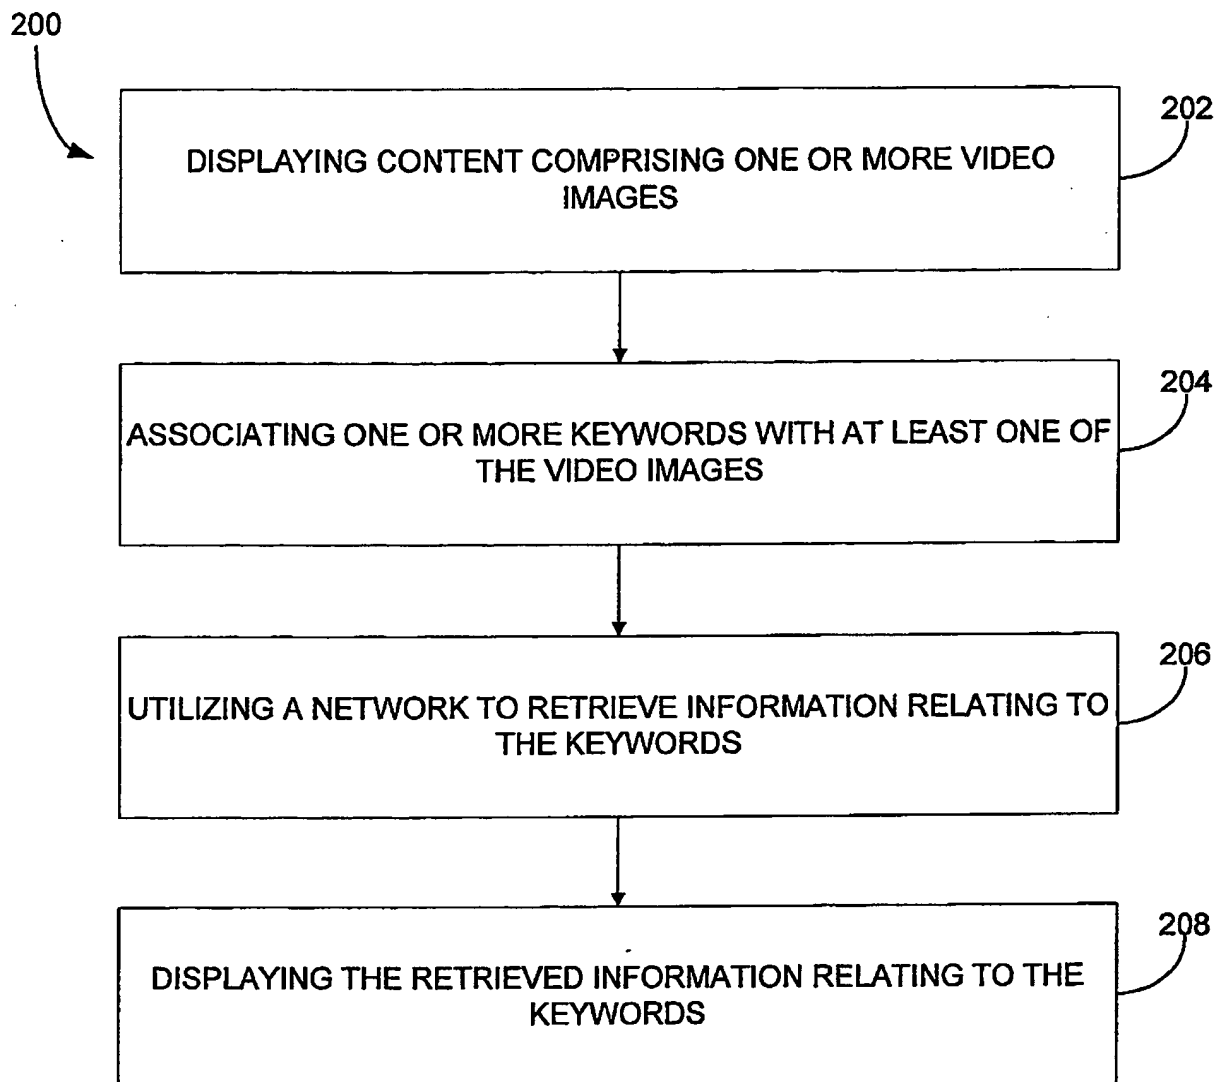 200
202
DISPLAYING CONTENT COMPRISING ONE OR MORE VIDEO
IMAGES
204
ASSOCIATING ONE OR MORE KEYWORDS WITH AT LEAST ONE OF
THE VIDEO IMAGES
206
UTILIZING A NETWORK TO RETRIEVE INFORMATION RELATING TO
THE KEYWORDS
208
DISPLAYING THE RETRIEVED INFORMATION RELATING TO THE
KEYWORDS